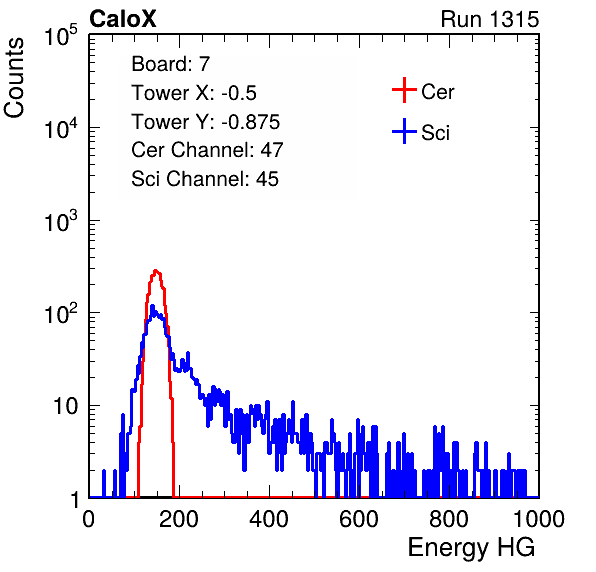 CaloX Run 1315
Counts
Board: 7
Tower X: -0.5
Tower Y: -0.875
Cer Channel: 47
Sci Channel: 45
Cer
Sci
10^5
10^4
10^3
10^2
10
1
0 200 400 600 800 1000
Energy HG